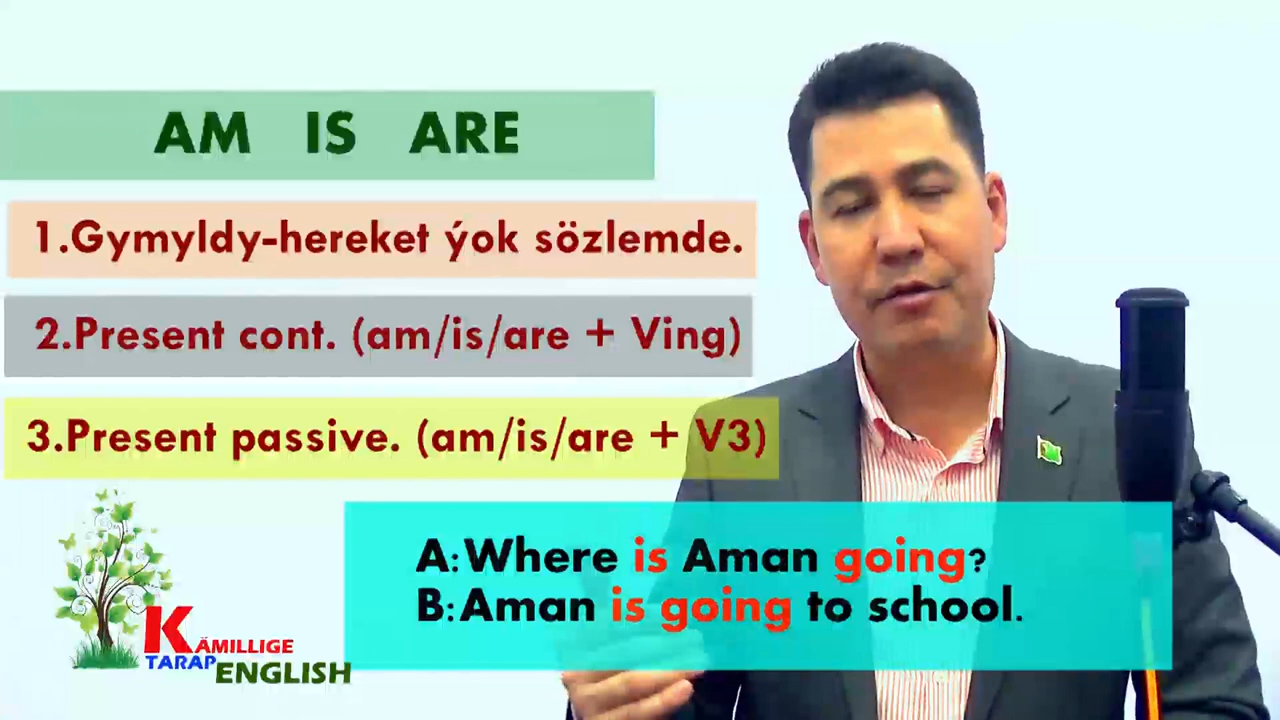 AM IS ARE
1.Gymyldy-hereket ýok sözlemde.
2.Present cont. (am/is/are + Ving)
3.Present passive. (am/is/are + V3)
A:Where is Aman going?
B:Aman is going to school.
KÄMILLIGE
TARAP ENGLISH